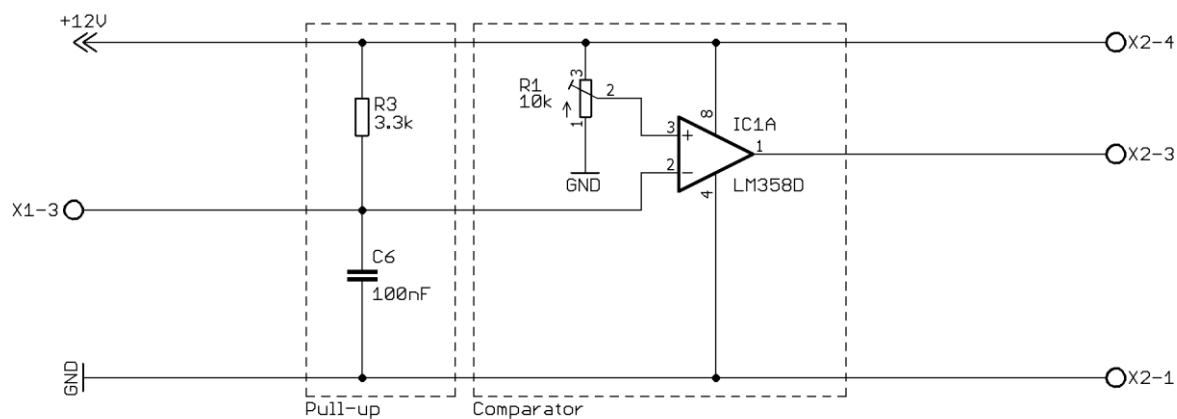 +12V
X2-4
R3
3.3k
R1
10k
3
2
1
GND
3
+
2
-
8
4
IC1A
1
LM358D
X2-3
X1-3
C6
100nF
GND
X2-1
Pull-up
Comparator